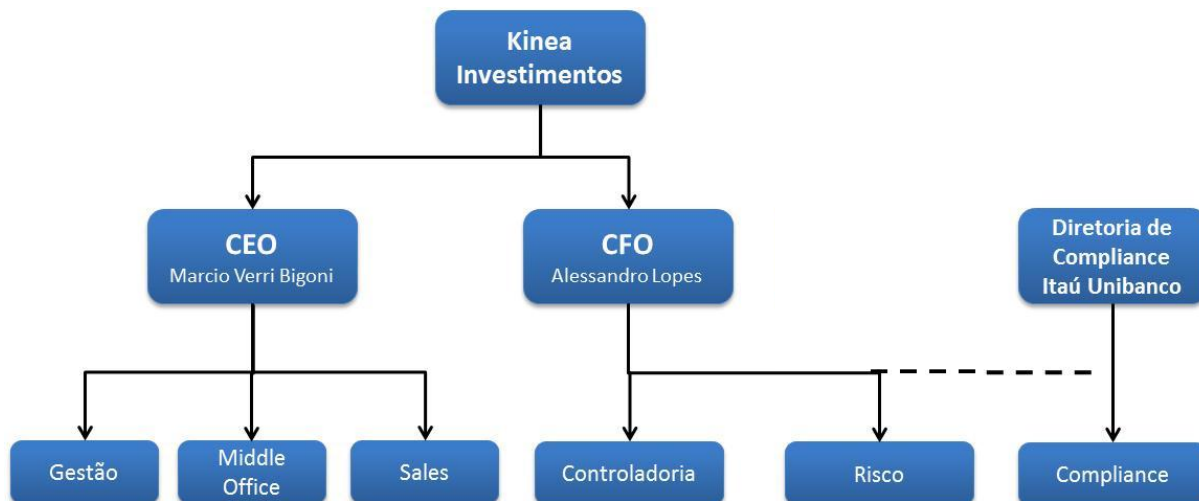 Kinea
Investimentos
CEO
Marcio Verri Bigoni
CFO
Alessandro Lopes
Diretoria de
Compliance
Itaú Unibanco
Gestão
Middle
Office
Sales
Controladoria
Risco
Compliance